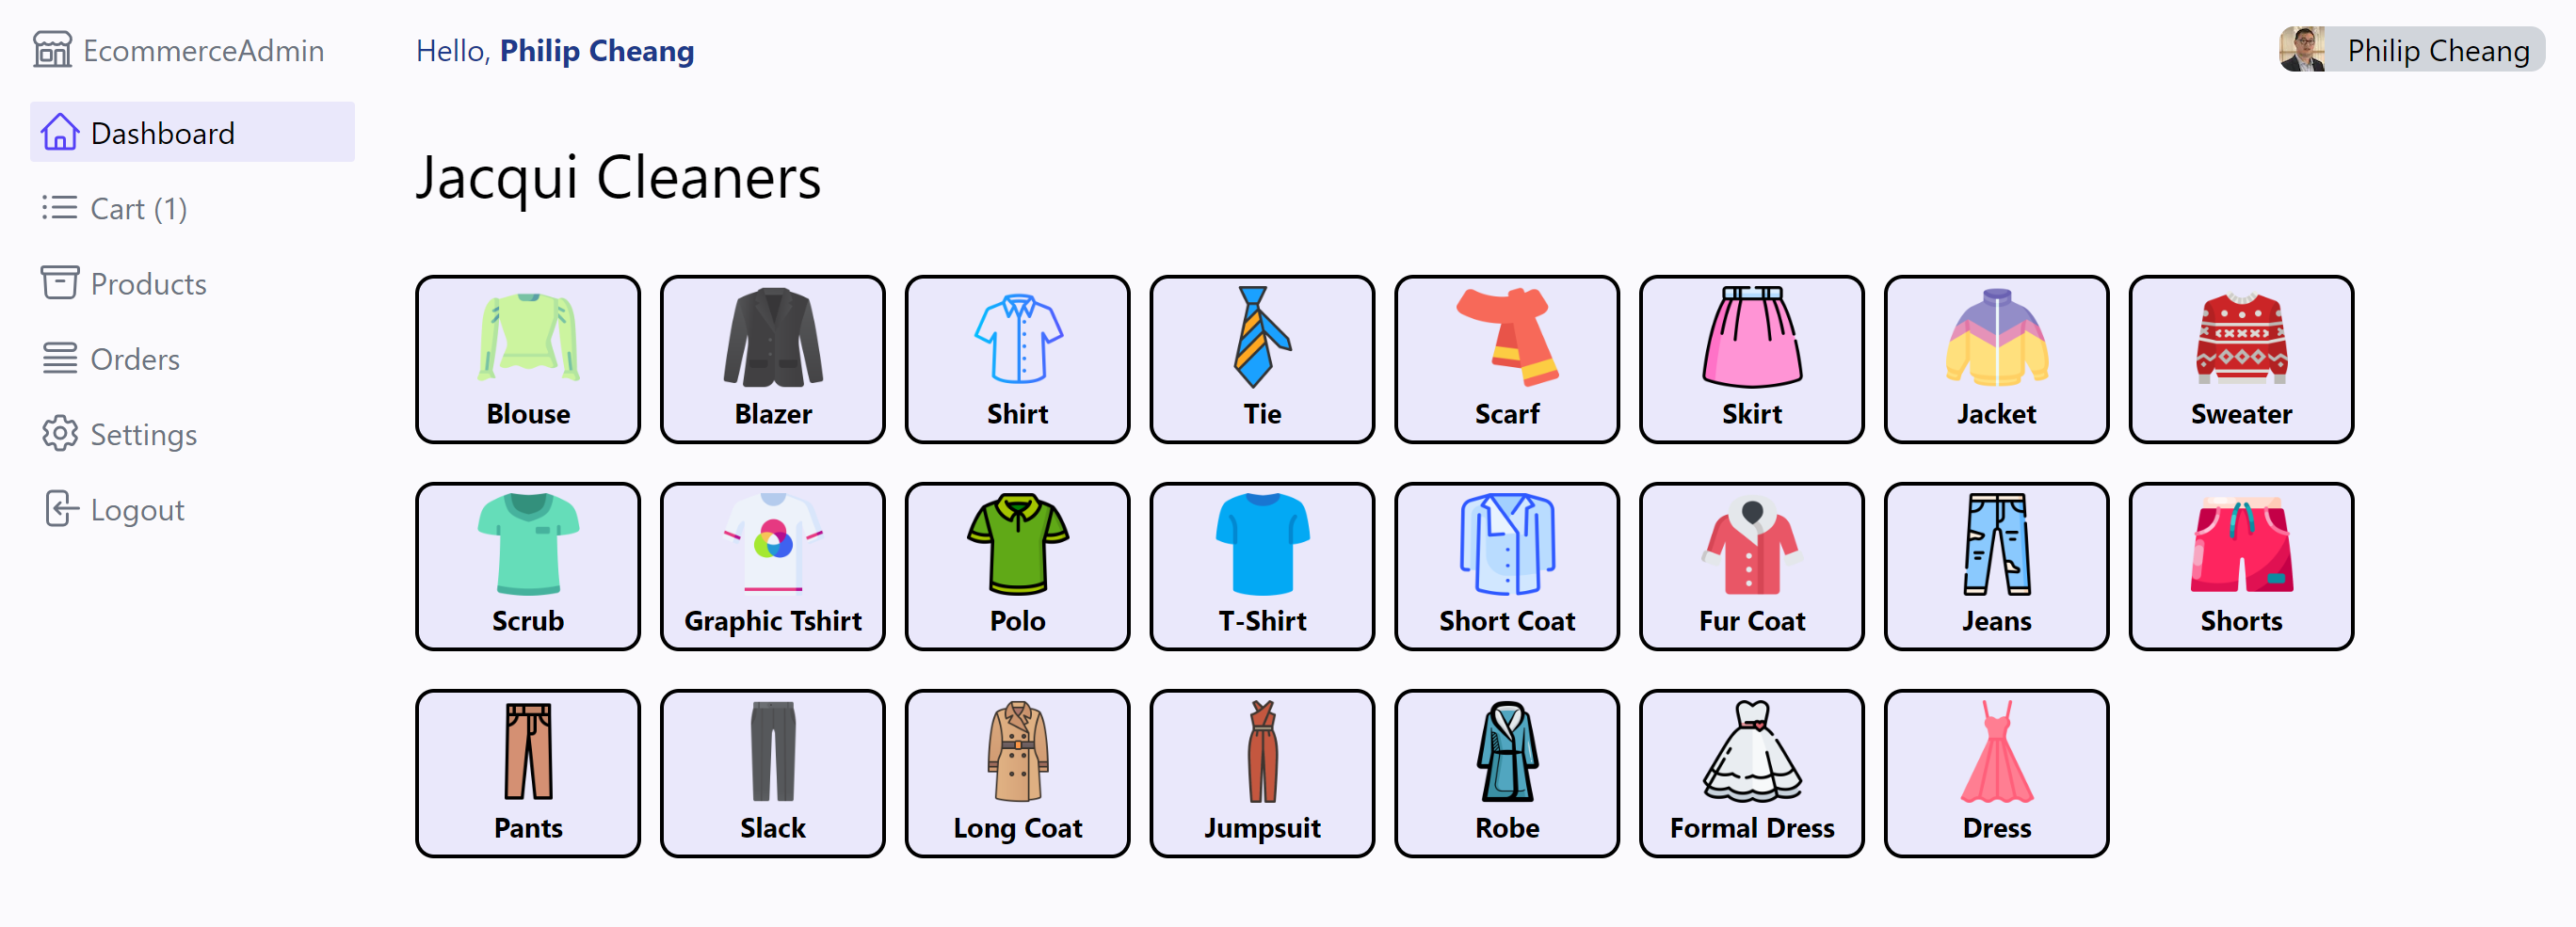 EcommerceAdmin
Hello, Philip Cheang
Philip Cheang
Dashboard
Cart (1)
Products
Orders
Settings
Logout
Jacqui Cleaners
Blouse
Blazer
Shirt
Tie
Scarf
Skirt
Jacket
Sweater
Scrub
Graphic Tshirt
Polo
T-Shirt
Short Coat
Fur Coat
Jeans
Shorts
Pants
Slack
Long Coat
Jumpsuit
Robe
Formal Dress
Dress